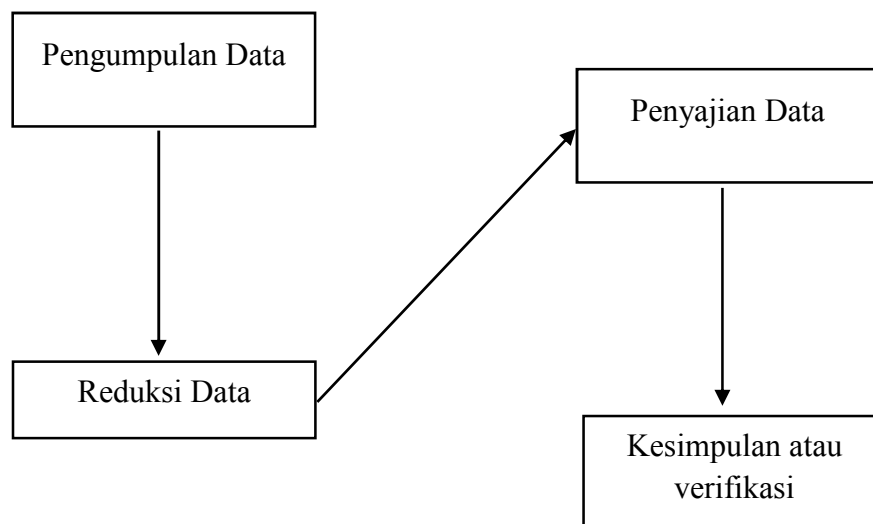 Pengumpulan Data
Reduksi Data
Penyajian Data
Kesimpulan atau
verifikasi